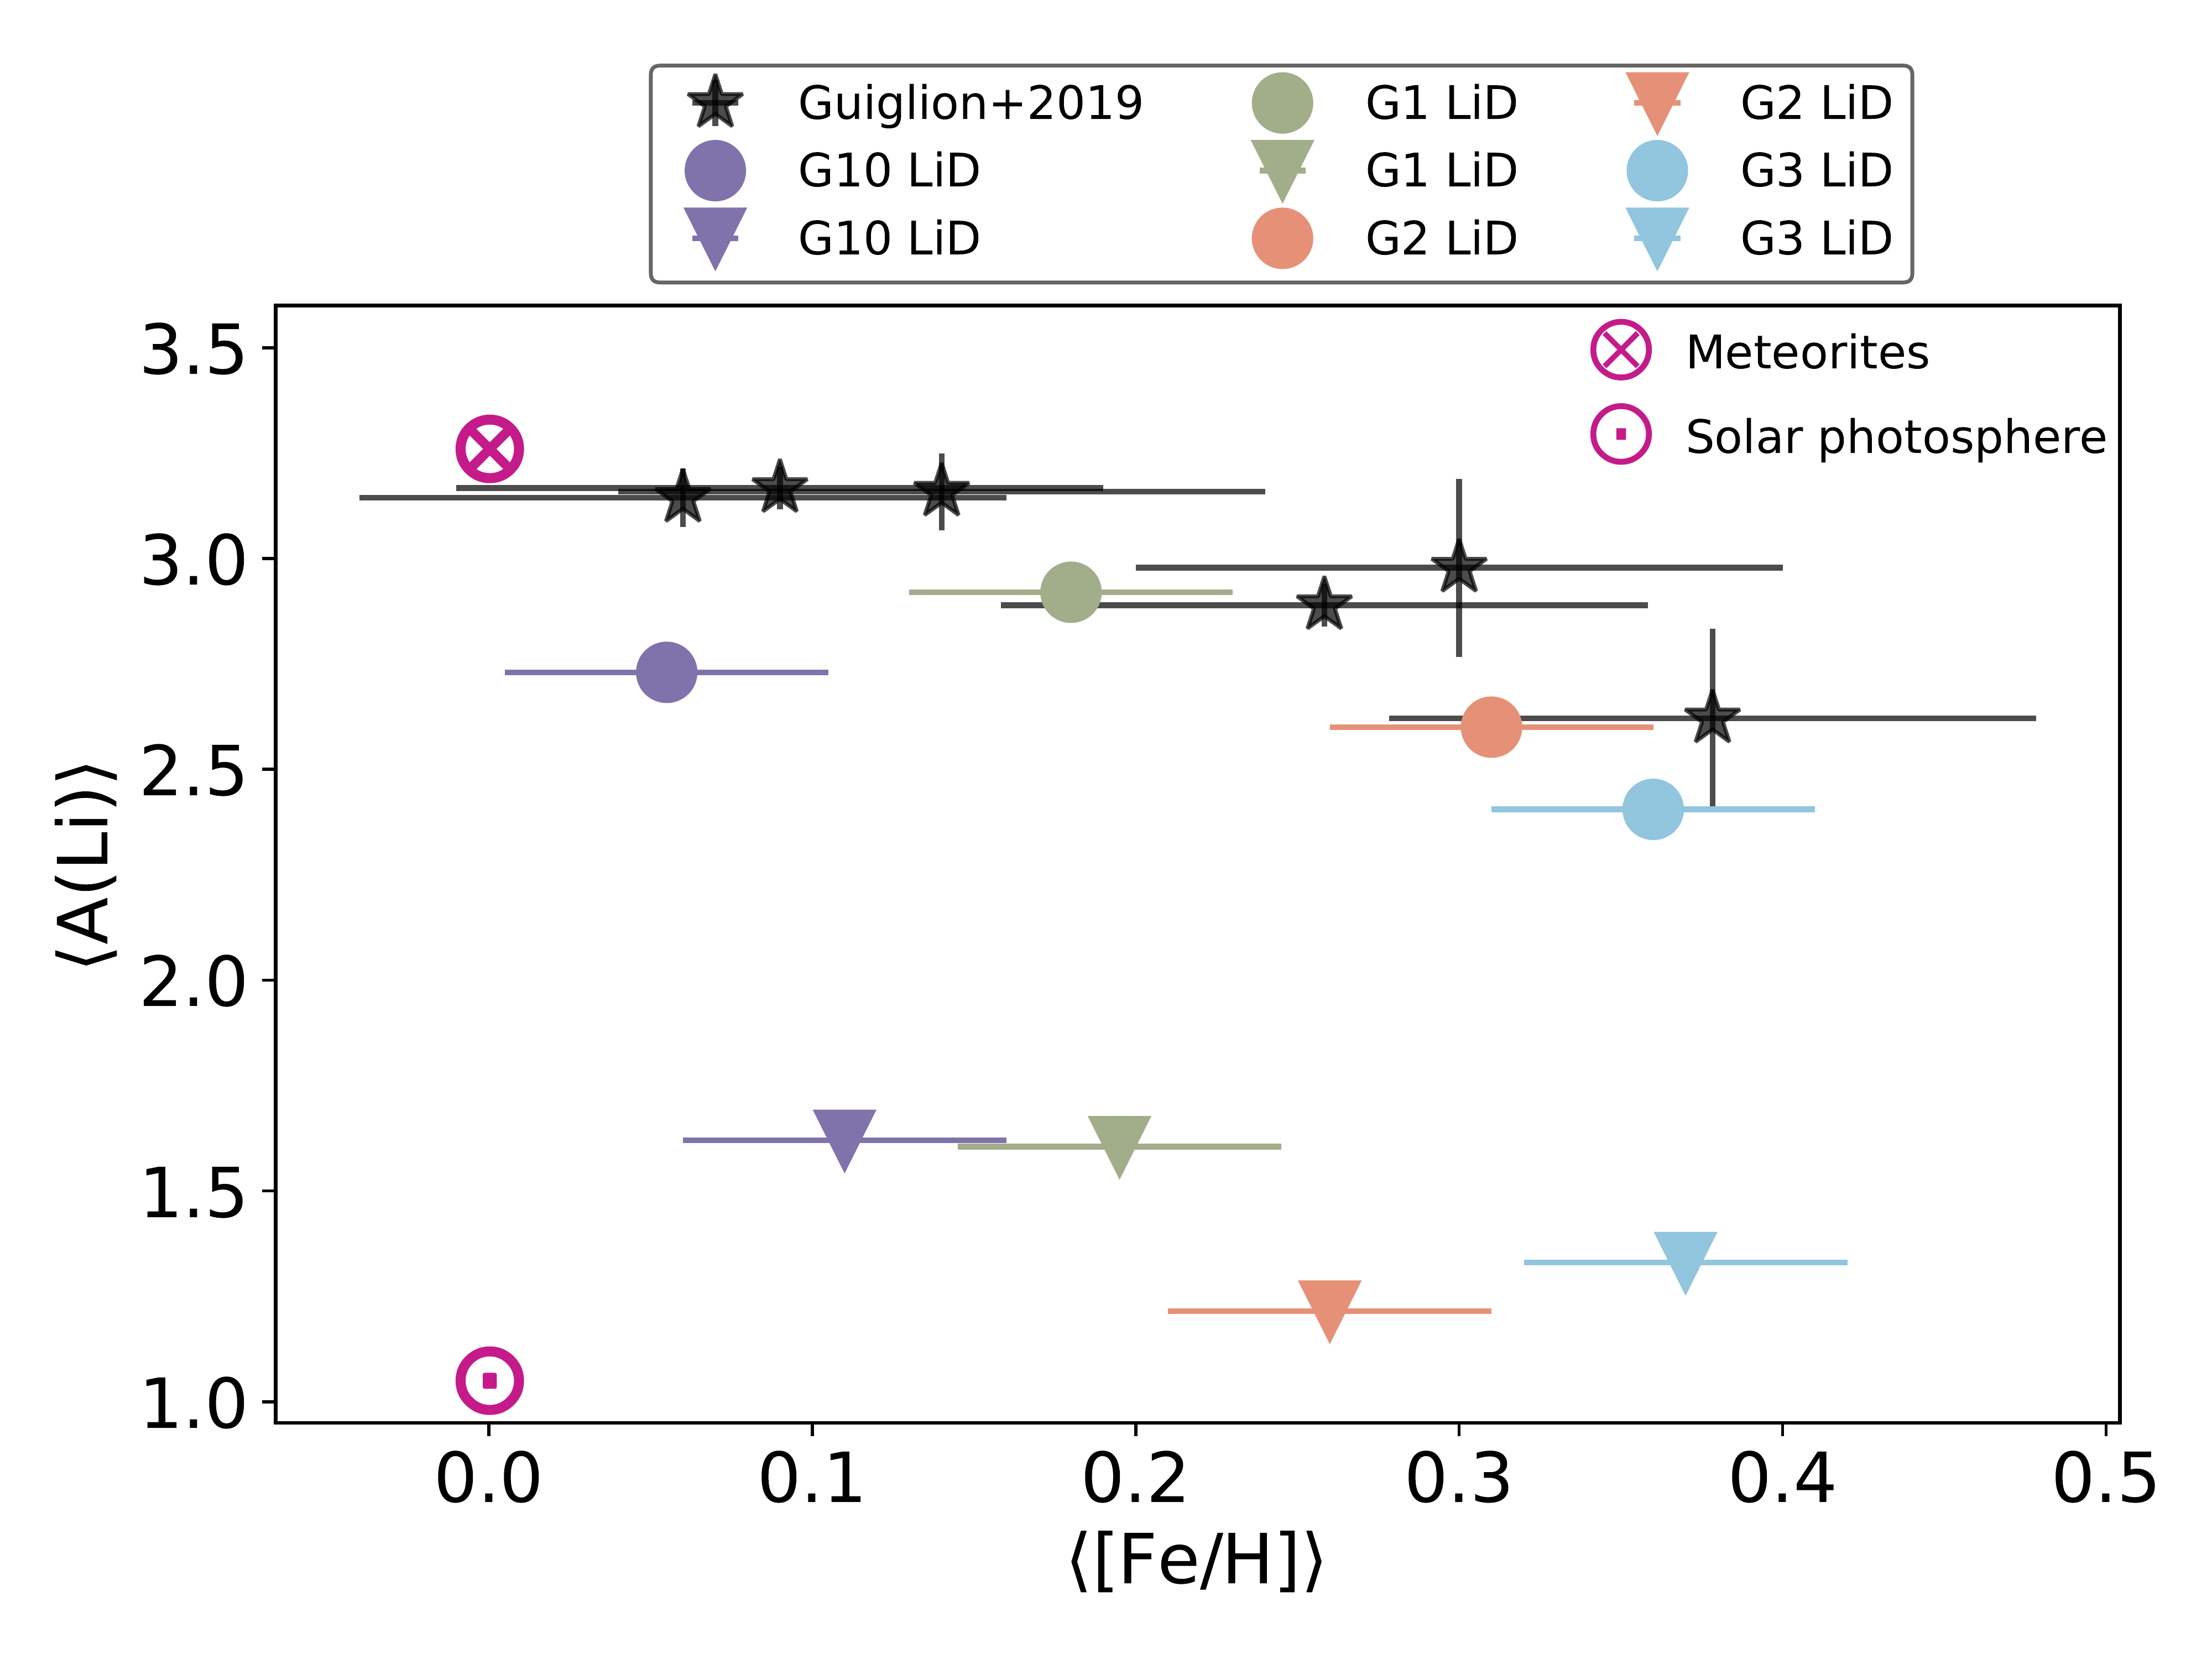 Guiglion+2019 G1 LiD G2 LiD
G10 LiD G1 LiD G3 LiD
G10 LiD G2 LiD G3 LiD
3.5
Meteorites
Solar photosphere
3.0
2.5
⟨A(Li)⟩
2.0
1.5
1.0
0.0 0.1 0.2 0.3 0.4 0.5
⟨[Fe/H]⟩